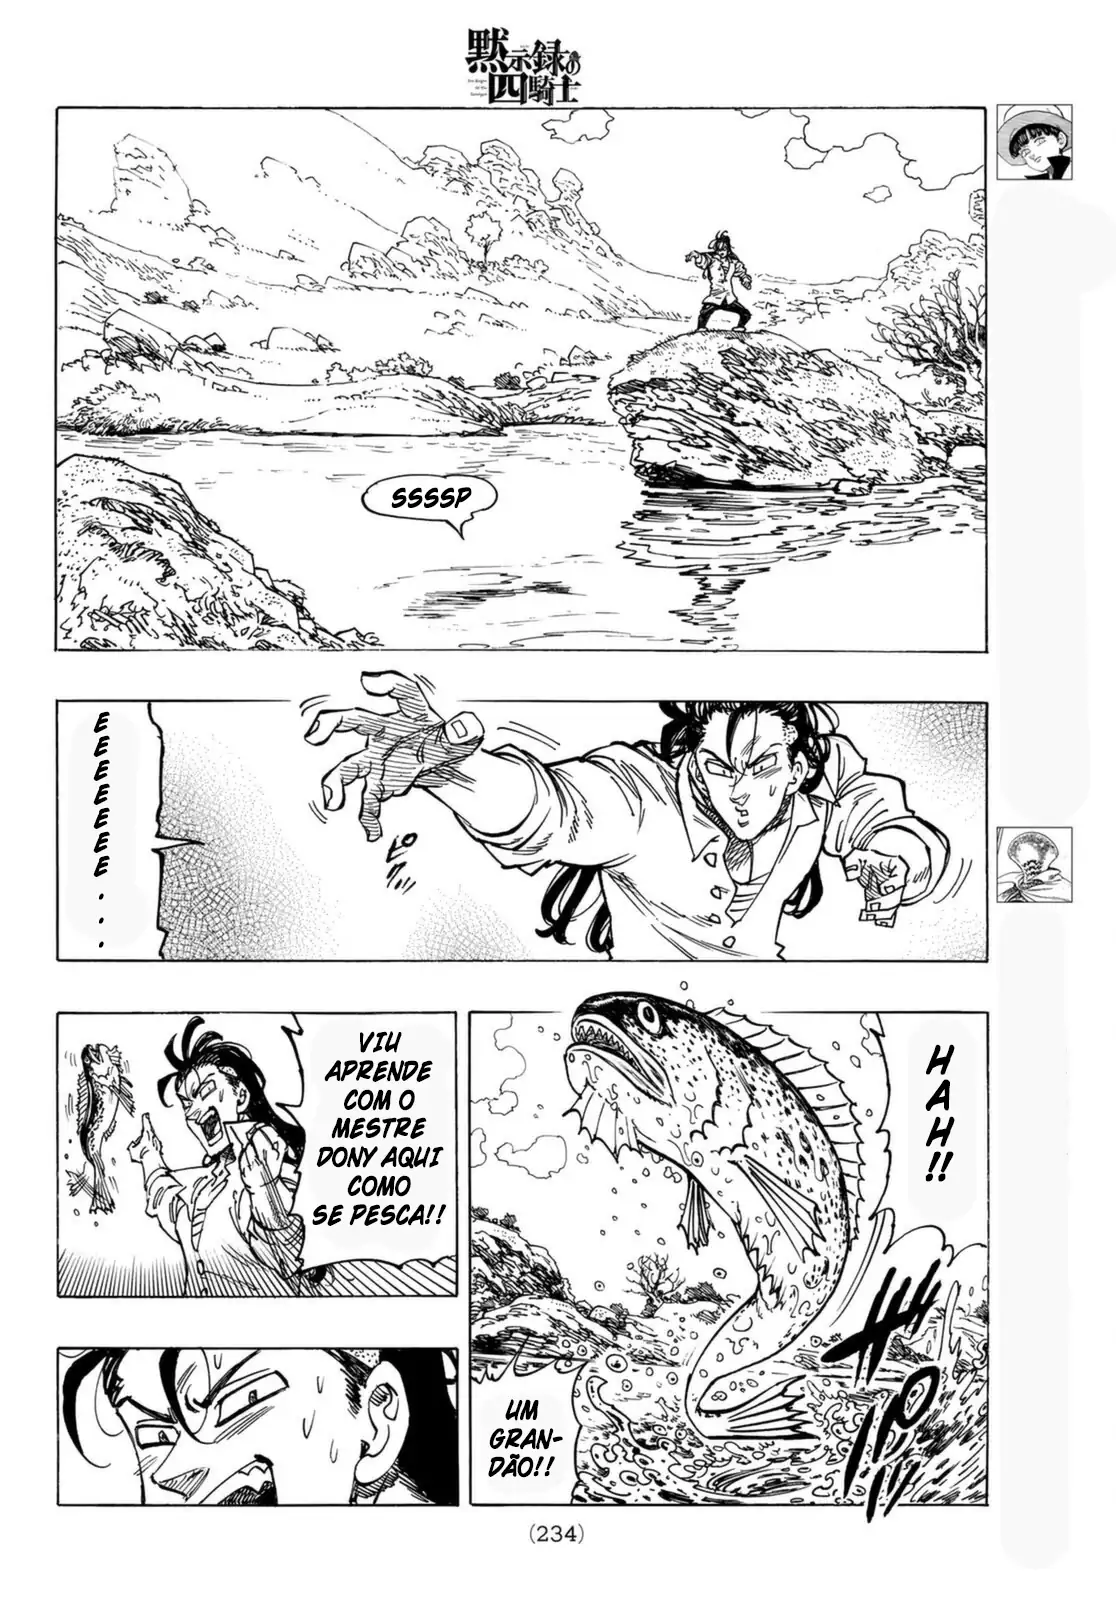 黙示録の
四騎士
SSSSP
EEEEEEE...
HAH!!
UM
GRAN-
DÃO!!
VIU
APRENDE
COM O
MESTRE
DONY AQUI
COMO
SE PESCA!!
(234)